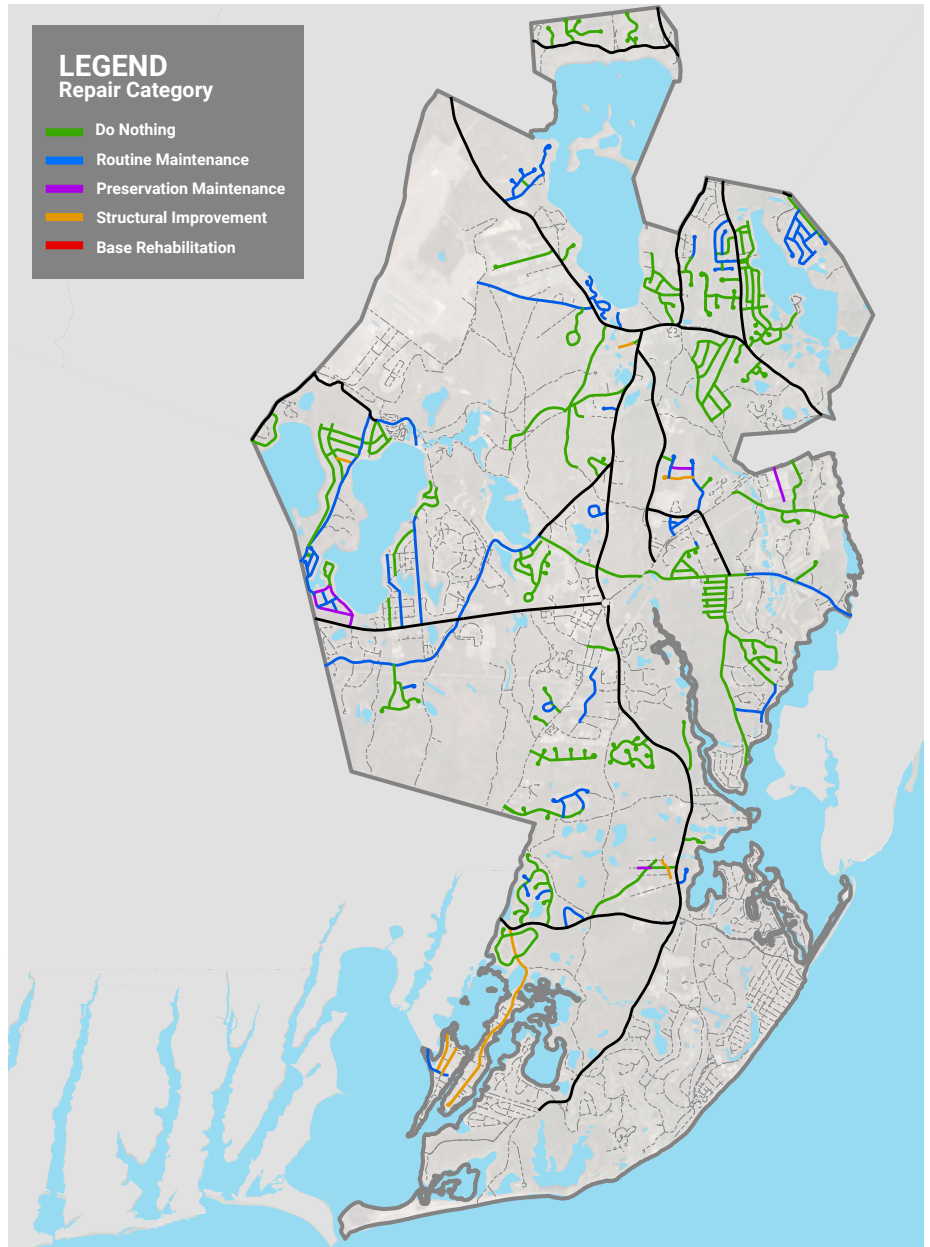 LEGEND
Repair Category
Do Nothing
Routine Maintenance
Preservation Maintenance
Structural Improvement
Base Rehabilitation